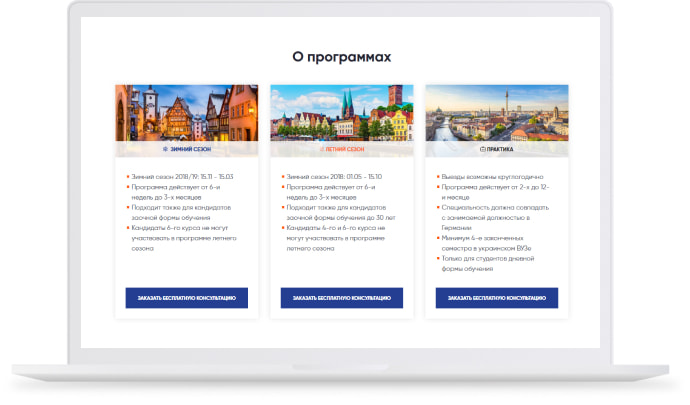 О программах
ЗИМНИЙ СЕЗОН
Зимний сезон 2018/19: 15.11 - 15.03
Программа действует от 6-и
недель до 3-х месяцев
Подходит также для кандидатов
заочной формы обучения
Кандидаты 6-го курса не могут
участвовать в программе летнего
сезона
ЗАКАЗАТЬ БЕСПЛАТНУЮ КОНСУЛЬТАЦИЮ
ЛЕТНИЙ СЕЗОН
Зимний сезон 2018: 01.05 - 15.10
Программа действует от 6-и
недель до 3-х месяцев
Подходит также для кандидатов
заочной формы обучения до 30 лет
Кандидаты 4-го и 6-го курса не могут
участвовать в программе летнего
сезона
ЗАКАЗАТЬ БЕСПЛАТНУЮ КОНСУЛЬТАЦИЮ
ПРАКТИКА
Выезды возможны круглогодично
Программа действует от 2-х до 12-
и месяце
Специальность должно совпадать
с занимаемой должностью в
Германии
Минимум 4-е законченных
семестра в украинском ВУЗе
Только для студентов дневной
формы обучения
ЗАКАЗАТЬ БЕСПЛАТНУЮ КОНСУЛЬТАЦИЮ